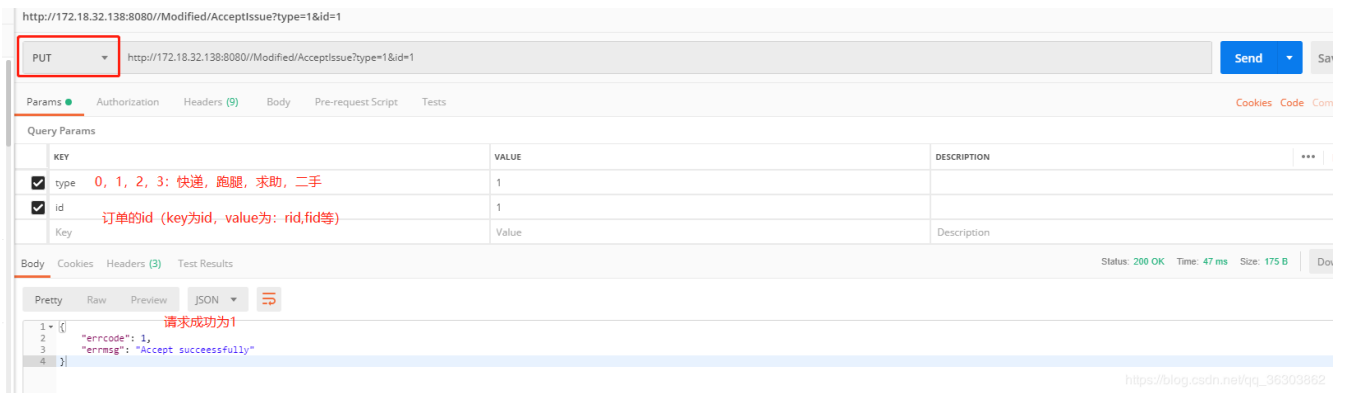 http://172.18.32.138:8080//Modified/AcceptIssue?type=1&id=1
PUT http://172.18.32.138:8080//Modified/AcceptIssue?type=1&id=1 Send
Params Authorization Headers (9) Body Pre-request Script Tests Cookies Code
Query Params
KEY VALUE DESCRIPTION
type 0，1，2，3：快递，跑腿，求助，二手 1
id 1
订单的id（key为id，value为：rid,fid等）
Key Value Description
Body Cookies Headers (3) Test Results Status: 200 OK Time: 47 ms Size: 175 B
Pretty Raw Preview JSON
请求成功为1
1 {
2 "errcode": 1,
3 "errmsg": "Accept succeessfully"
4 }
https://blog.csdn.net/qq_36303862